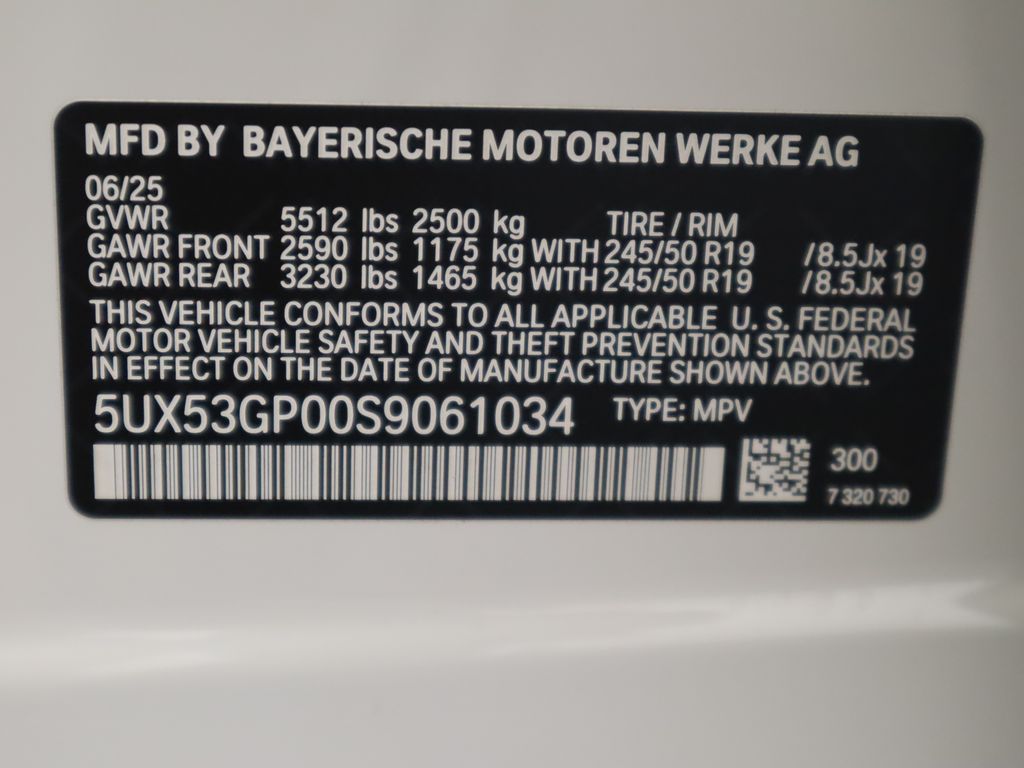 MFD BY BAYERISCHE MOTOREN WERKE AG
06/25
GVWR 5512 lbs 2500 kg TIRE / RIM
GAWR FRONT 2590 lbs 1175 kg WITH 245/50 R19 /8.5Jx 19
GAWR REAR 3230 lbs 1465 kg WITH 245/50 R19 /8.5Jx 19
THIS VEHICLE CONFORMS TO ALL APPLICABLE U. S. FEDERAL
MOTOR VEHICLE SAFETY AND THEFT PREVENTION STANDARDS
IN EFFECT ON THE DATE OF MANUFACTURE SHOWN ABOVE.
5UX53GP00S9061034 TYPE: MPV
300
7 320 730